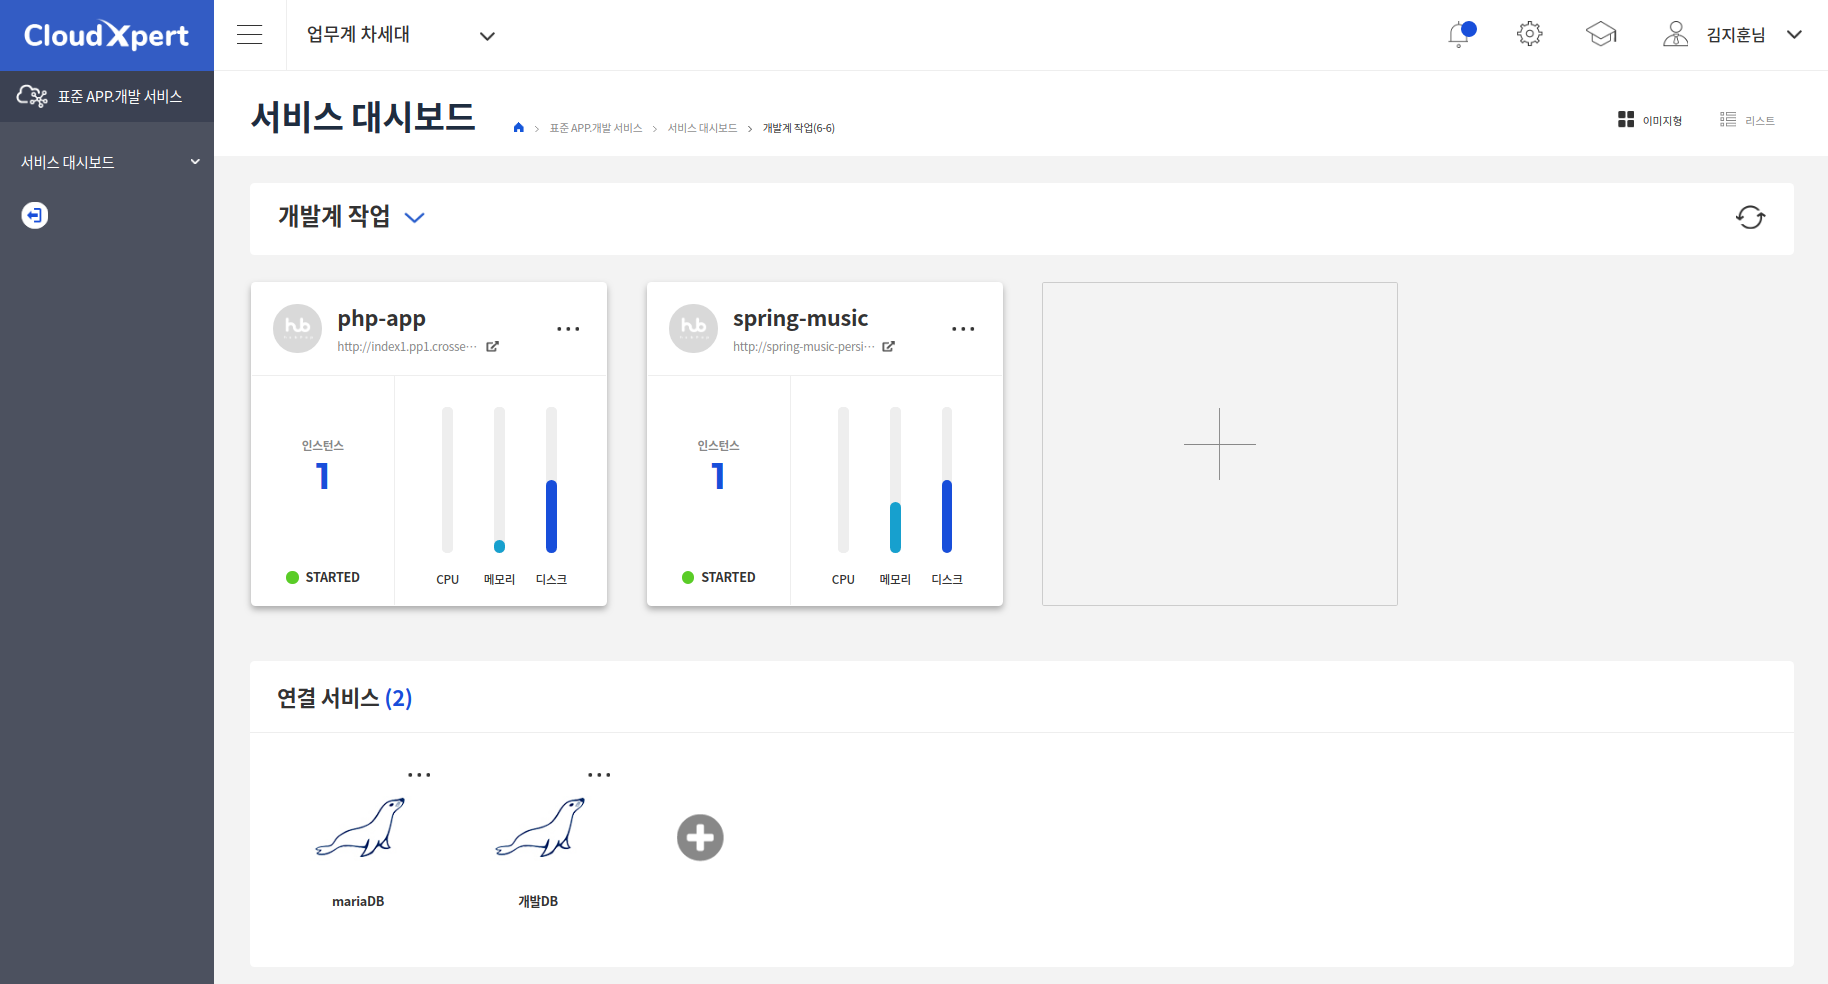 CloudXpert
업무계 차세대
김지훈님
표준 APP.개발 서비스
서비스 대시보드
서비스 대시보드
표준 APP.개발 서비스 > 서비스 대시보드 > 개발계 작업(6-6)
이미지형
리스트
개발계 작업
php-app
http://index1.pp1.crosse···
인스턴스
1
STARTED
CPU
메모리
디스크
spring-music
http://spring-music-persi···
인스턴스
1
STARTED
CPU
메모리
디스크
연결 서비스 (2)
mariaDB
개발DB